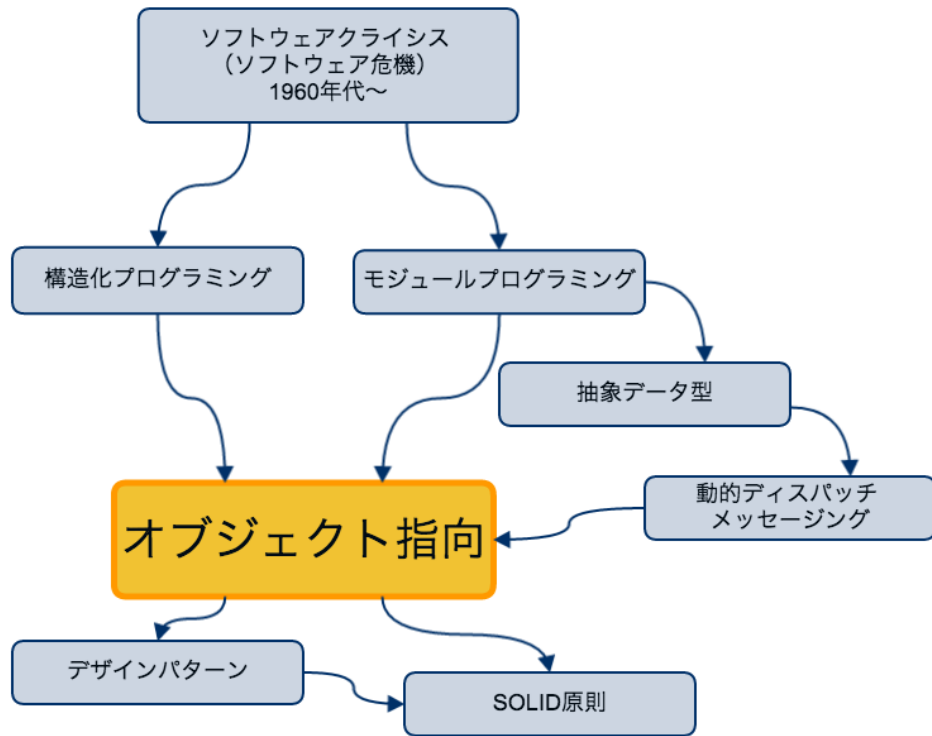 ソフトウェアクライシス
（ソフトウェア危機）
1960年代〜
構造化プログラミング
モジュールプログラミング
抽象データ型
動的ディスパッチ
メッセージング
オブジェクト指向
デザインパターン
SOLID原則